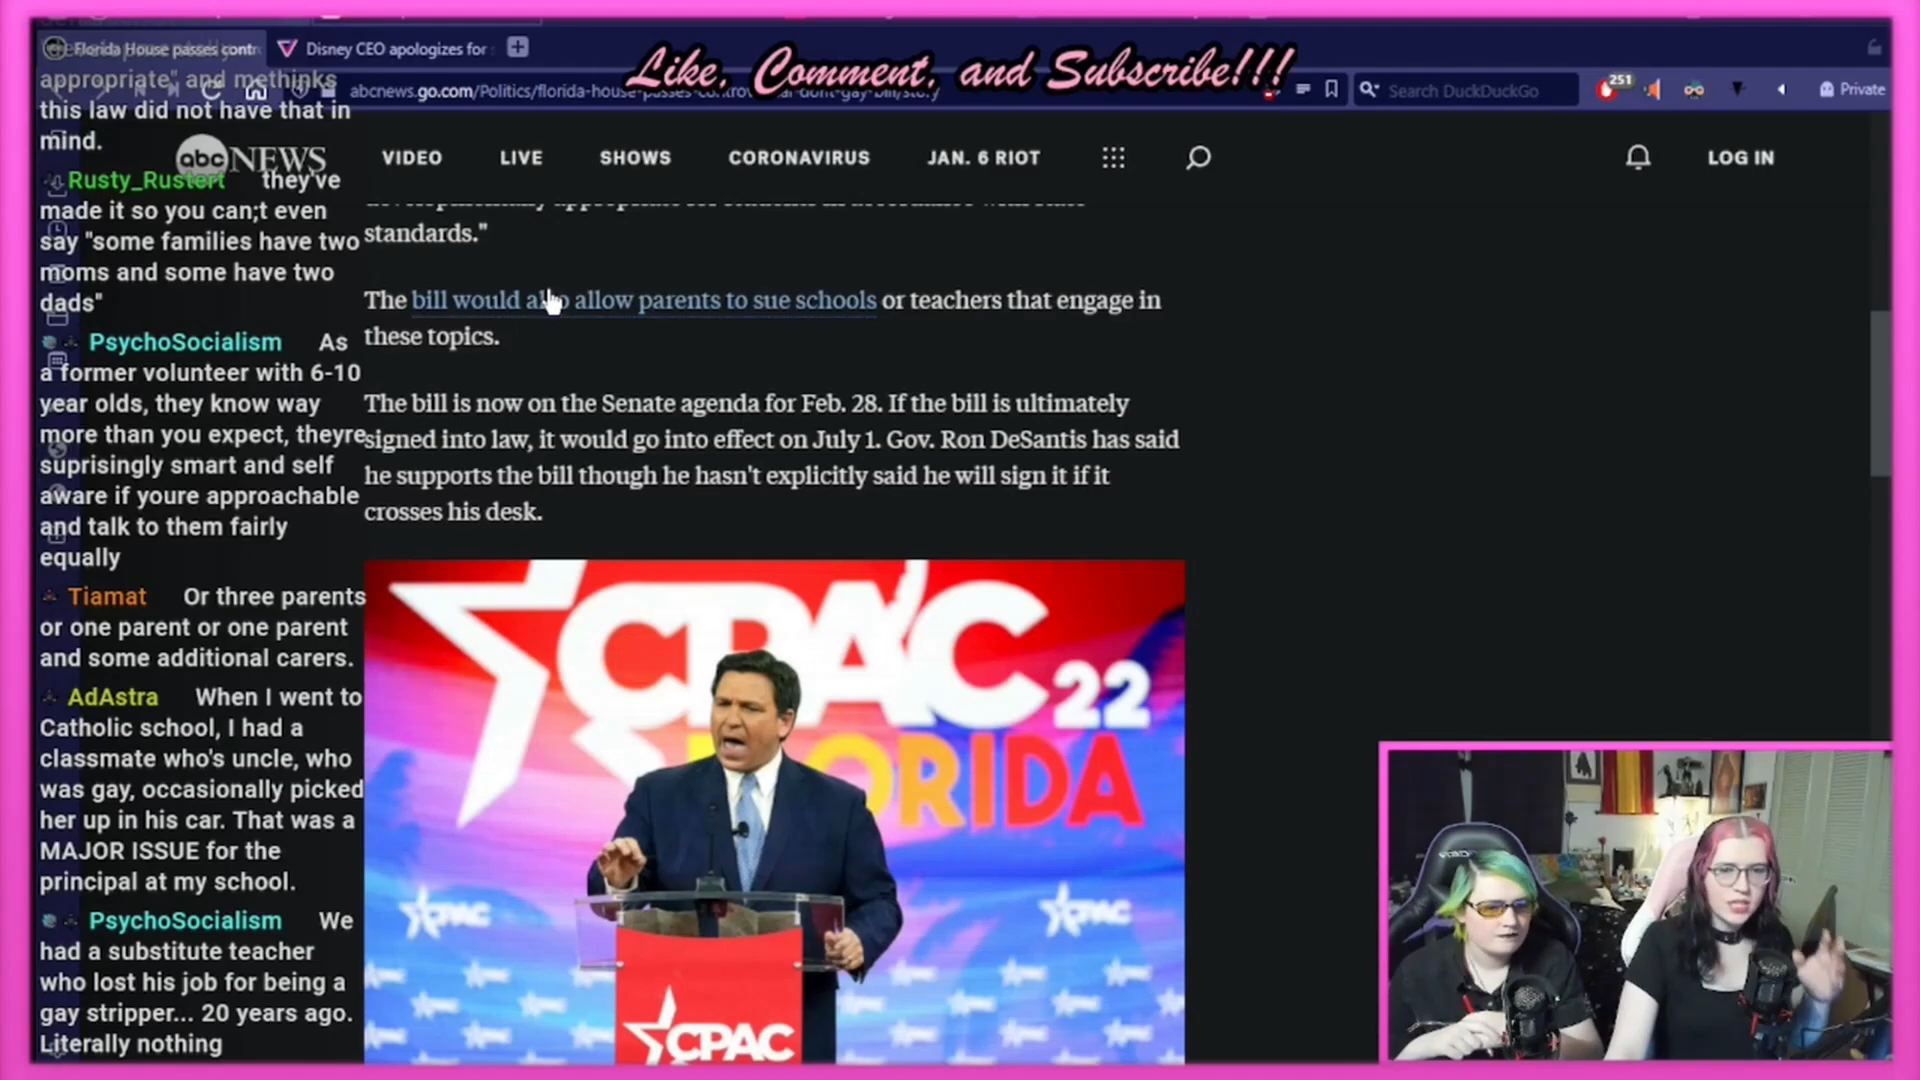 Florida House passes contr
Disney CEO apologizes for
Like, Comment, and Subscribe!!!
abcnews.go.com/Politics/florida-house-passes-controv
Search DuckDuckGo
251
Private
abc NEWS
VIDEO
LIVE
SHOWS
CORONAVIRUS
JAN. 6 RIOT
LOG IN
appropriate" and methinks
this law did not have that in
mind.
Rusty_Rustert they've
made it so you can;t even
say "some families have two
moms and some have two
dads"
PsychoSocialism As
a former volunteer with 6-10
year olds, they know way
more than you expect, theyre
suprisingly smart and self
aware if youre approachable
and talk to them fairly
equally
Tiamat Or three parents
or one parent or one parent
and some additional carers.
AdAstra When I went to
Catholic school, I had a
classmate who's uncle, who
was gay, occasionally picked
her up in his car. That was a
MAJOR ISSUE for the
principal at my school.
PsychoSocialism We
had a substitute teacher
who lost his job for being a
gay stripper... 20 years ago.
Literally nothing
standards."
The bill would also allow parents to sue schools or teachers that engage in
these topics.
The bill is now on the Senate agenda for Feb. 28. If the bill is ultimately
signed into law, it would go into effect on July 1. Gov. Ron DeSantis has said
he supports the bill though he hasn't explicitly said he will sign it if it
crosses his desk.
CPAC 22
FLORIDA
CPAC
CPAC
CPAC